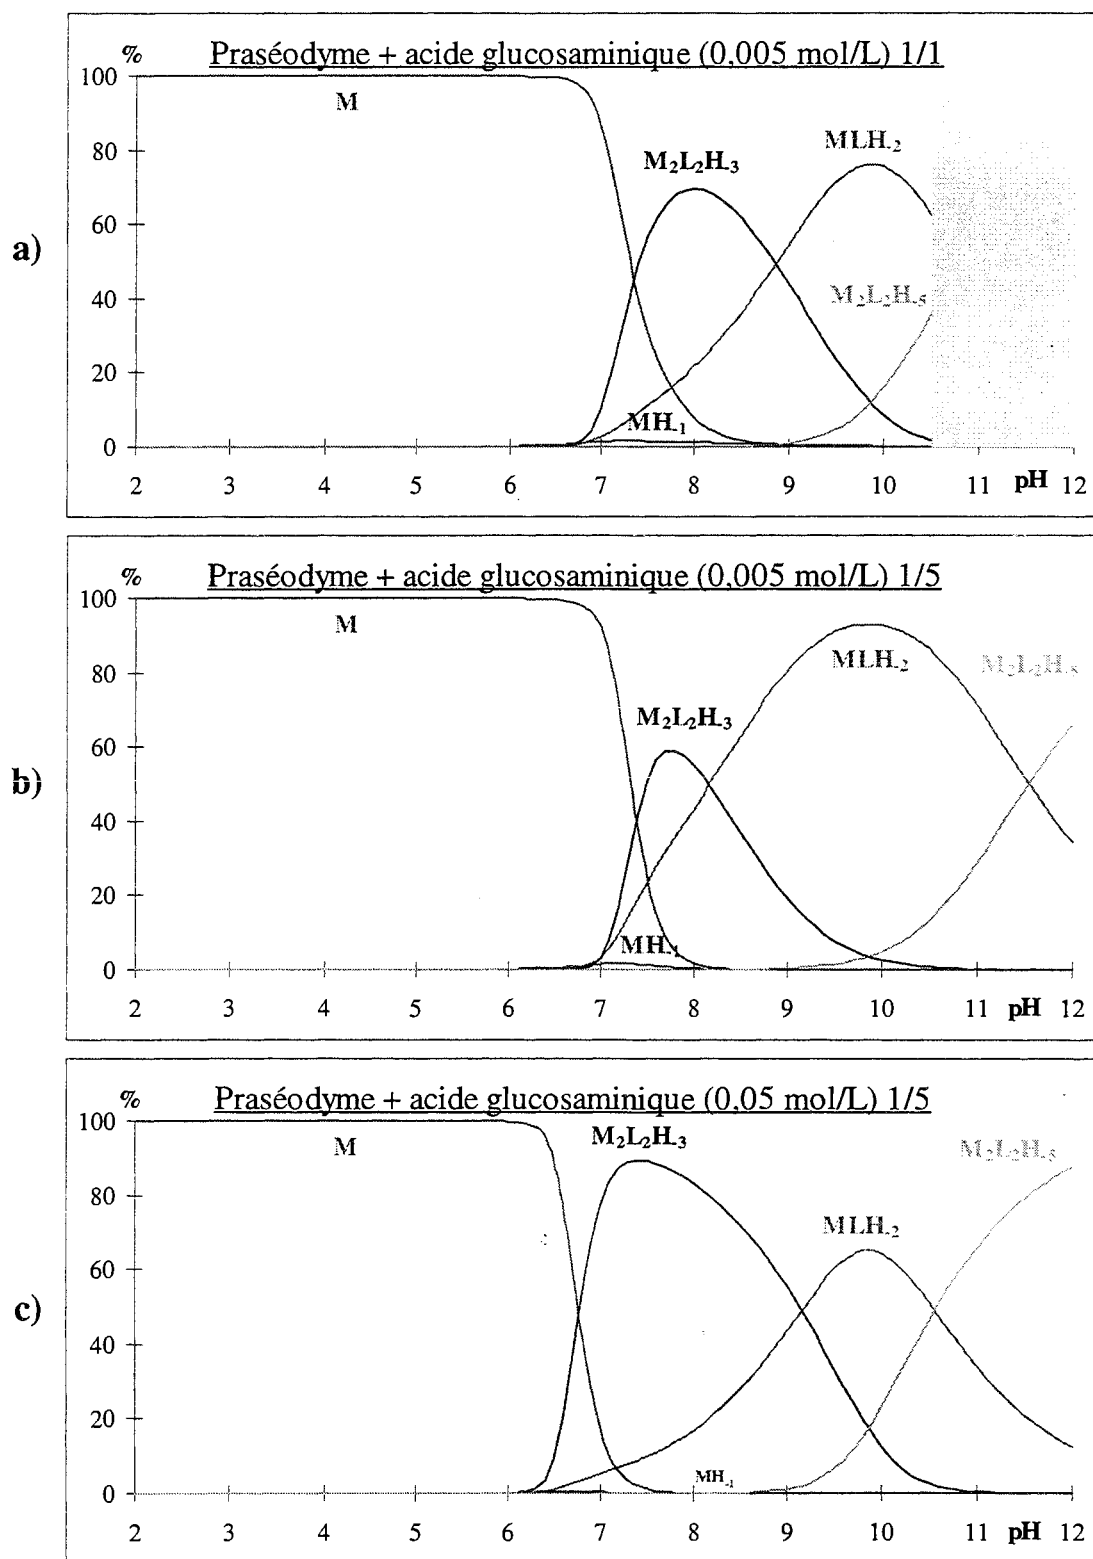 a)
% Praséodyme + acide glucosaminique (0,005 mol/L) 1/1
100
80
60
40
20
0
M
M₂L₂H₋₃
MLH₋₂
M₂L₂H₋₅
MH₋₁
2 3 4 5 6 7 8 9 10 pH 12
b)
% Praséodyme + acide glucosaminique (0,005 mol/L) 1/5
100
80
60
40
20
0
M
M₂L₂H₋₃
MLH₋₂
M₂L₂H₋₅
MH₋₁
2 3 4 5 6 7 8 9 10 11 pH 12
c)
% Praséodyme + acide glucosaminique (0,05 mol/L) 1/5
100
80
60
40
20
0
M
M₂L₂H₋₃
MLH₋₂
M₂L₂H₋₅
MH₋₁
2 3 4 5 6 7 8 9 10 11 pH 12